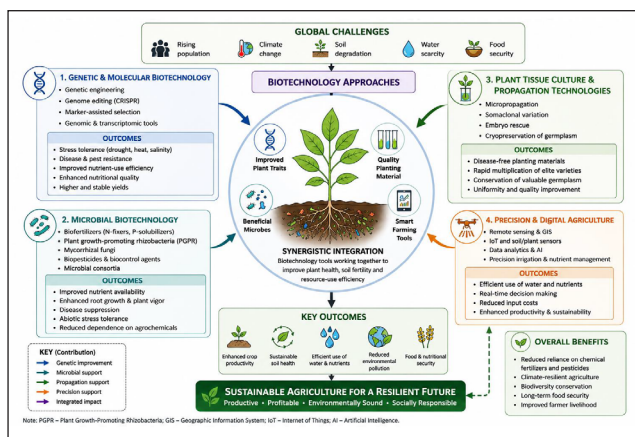 GLOBAL CHALLENGES
Rising
population
Climate
change
Soil
degradation
Water
scarcity
Food
security
BIOTECHNOLOGY APPROACHES
1. GENETIC & MOLECULAR BIOTECHNOLOGY
• Genetic engineering
• Genome editing (CRISPR)
• Marker-assisted selection
• Genomic & transcriptomic tools
OUTCOMES
• Stress tolerance (drought, heat, salinity)
• Disease & pest resistance
• Improved nutrient-use efficiency
• Enhanced nutritional quality
• Higher and stable yields
2. MICROBIAL BIOTECHNOLOGY
• Biofertilizers (N-fixers, P-solubilizers)
• Plant growth-promoting rhizobacteria (PGPR)
• Mycorrhizal fungi
• Biopesticides & biocontrol agents
• Microbial consortia
OUTCOMES
• Improved nutrient availability
• Enhanced root growth & plant vigor
• Disease suppression
• Abiotic stress tolerance
• Reduced dependence on agrochemicals
Improved
Plant Traits
Quality
Planting
Material
Beneficial
Microbes
Smart
Farming
Tools
SYNERGISTIC INTEGRATION
Biotechnology tools working together to
improve plant health, soil fertility and
resource-use efficiency
3. PLANT TISSUE CULTURE &
PROPAGATION TECHNOLOGIES
• Micropropagation
• Somaclonal variation
• Embryo rescue
• Cryopreservation of germplasm
OUTCOMES
• Disease-free planting materials
• Rapid multiplication of elite varieties
• Conservation of valuable germplasm
• Uniformity and quality improvement
4. PRECISION & DIGITAL AGRICULTURE
• Remote sensing & GIS
• IoT and soil/plant sensors
• Data analytics & AI
• Precision irrigation & nutrient management
OUTCOMES
• Efficient use of water and nutrients
• Real-time decision making
• Reduced input costs
• Enhanced productivity & sustainability
KEY (Contribution)
Genetic improvement
Microbial support
Propagation support
Precision support
Integrated impact
KEY OUTCOMES
Enhanced crop
productivity
Sustainable
soil health
Efficient use of
water & nutrients
Reduced
environmental
pollution
Food & nutritional
security
OVERALL BENEFITS
• Reduced reliance on chemical
fertilizers and pesticides
• Climate-resilient agriculture
• Biodiversity conservation
• Long-term food security
• Improved farmer livelihood
SUSTAINABLE AGRICULTURE FOR A RESILIENT FUTURE
Productive • Profitable • Environmentally Sound • Socially Responsible
Note: PGPR – Plant Growth-Promoting Rhizobacteria; GIS – Geographic Information System; IoT – Internet of Things; AI – Artificial Intelligence.